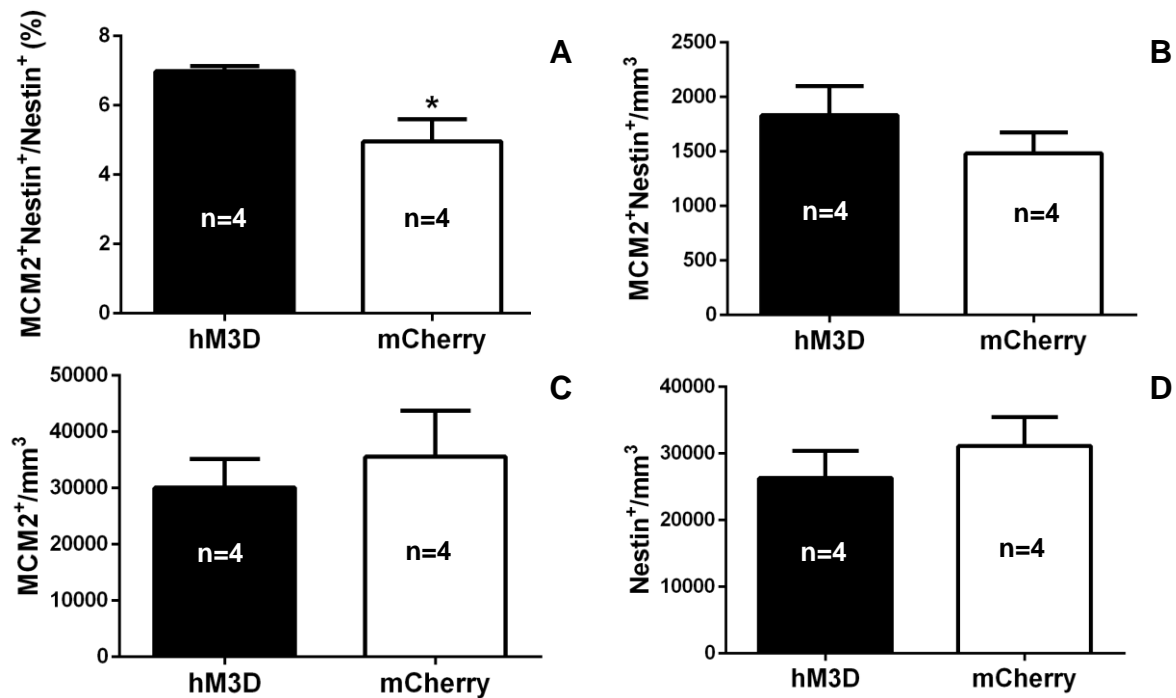 A
MCM2⁺Nestin⁺/Nestin⁺ (%)
8
6
4
2
0
*
n=4
n=4
hM3D
mCherry
B
MCM2⁺Nestin⁺/mm³
2500
2000
1500
1000
500
0
n=4
n=4
hM3D
mCherry
C
MCM2⁺/mm³
50000
40000
30000
20000
10000
0
n=4
n=4
hM3D
mCherry
D
Nestin⁺/mm³
40000
30000
20000
10000
0
n=4
n=4
hM3D
mCherry